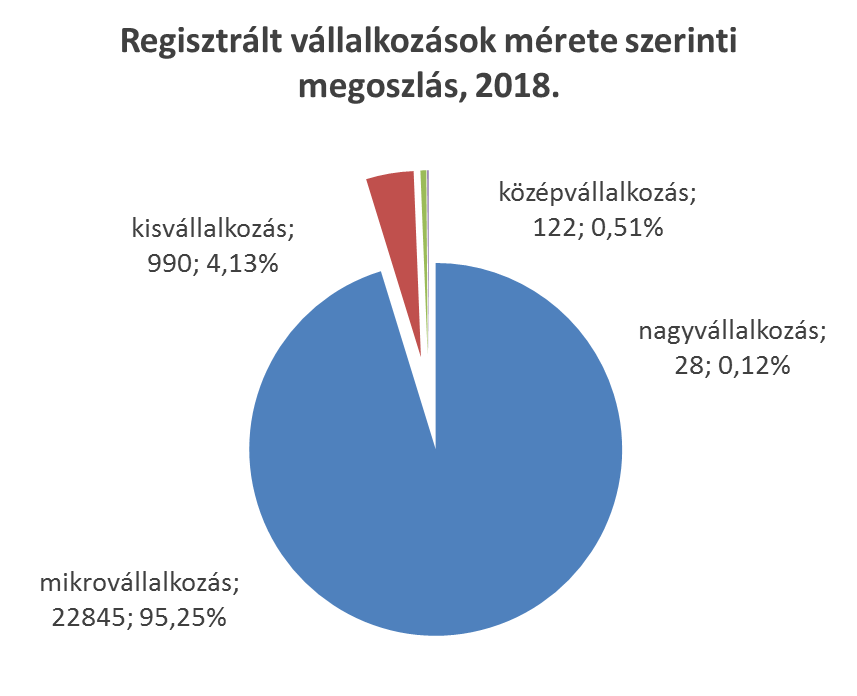 Regisztrált vállalkozások mérete szerinti
megoszlás, 2018.
középvállalkozás;
122; 0,51%
kisvállalkozás;
990; 4,13%
nagyvállalkozás;
28; 0,12%
mikrovállalkozás;
22845; 95,25%